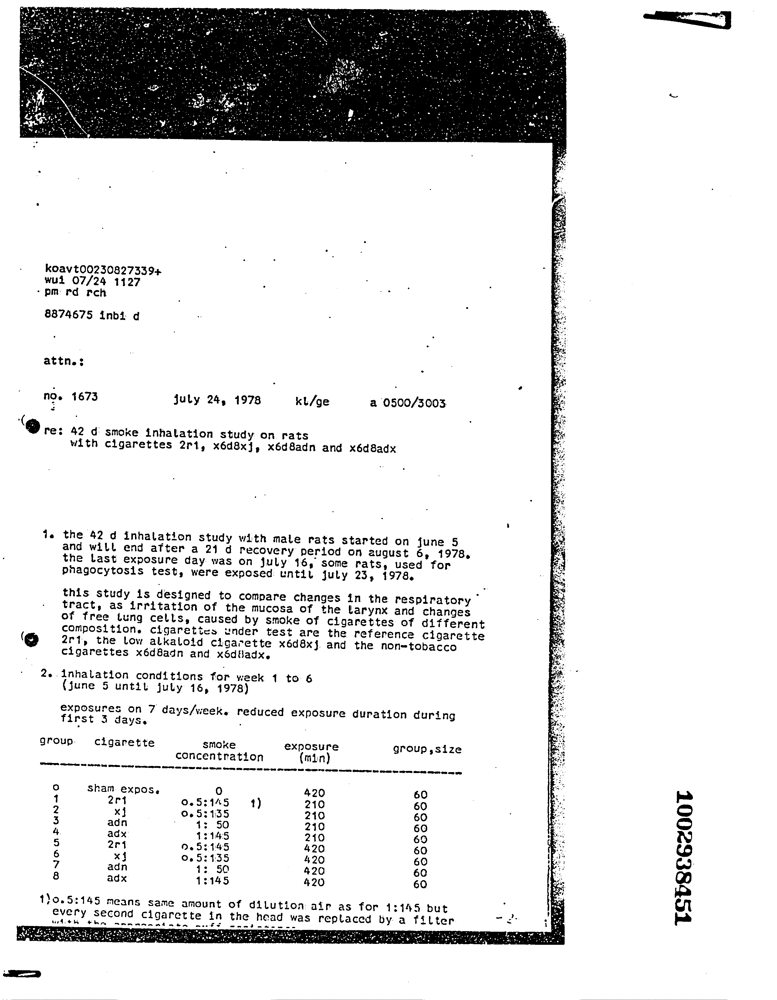 koavt00230827339+
wui 07/24 1127
pm rd rch
8874675 inbi d
attn.:
no. 1673 july 24, 1978 kl/ge a 0500/3003
re: 42 d smoke inhalation study on rats
with cigarettes 2r1, x6d8xj, x6d8adn and x6d8adx
1. the 42 d inhalation study with male rats started on june 5
and will end after a 21 d recovery period on august 6, 1978.
the last exposure day was on july 16, some rats, used for
phagocytosis test, were exposed until july 23, 1978.
this study is designed to compare changes in the respiratory
tract, as irritation of the mucosa of the larynx and changes
of free lung cells, caused by smoke of cigarettes of different
composition. cigarettes under test are the reference cigarette
2r1, the low alkaloid cigarette x6d8xj and the non-tobacco
cigarettes x6d8adn and x6d8adx.
2. inhalation conditions for week 1 to 6
(june 5 until july 16, 1978)
exposures on 7 days/week. reduced exposure duration during
first 3 days.
group cigarette smoke exposure group,size
concentration (min)
o sham expos. 0 420 60
1 2r1 o.5:145 1) 210 60
2 xj o.5:135 210 60
3 adn 1: 50 210 60
4 adx 1:145 210 60
5 2r1 o.5:145 420 60
6 xj o.5:135 420 60
7 adn 1: 50 420 60
8 adx 1:145 420 60
1)o.5:145 means same amount of dilution air as for 1:145 but
every second cigarette in the head was replaced by a filter
1002938451